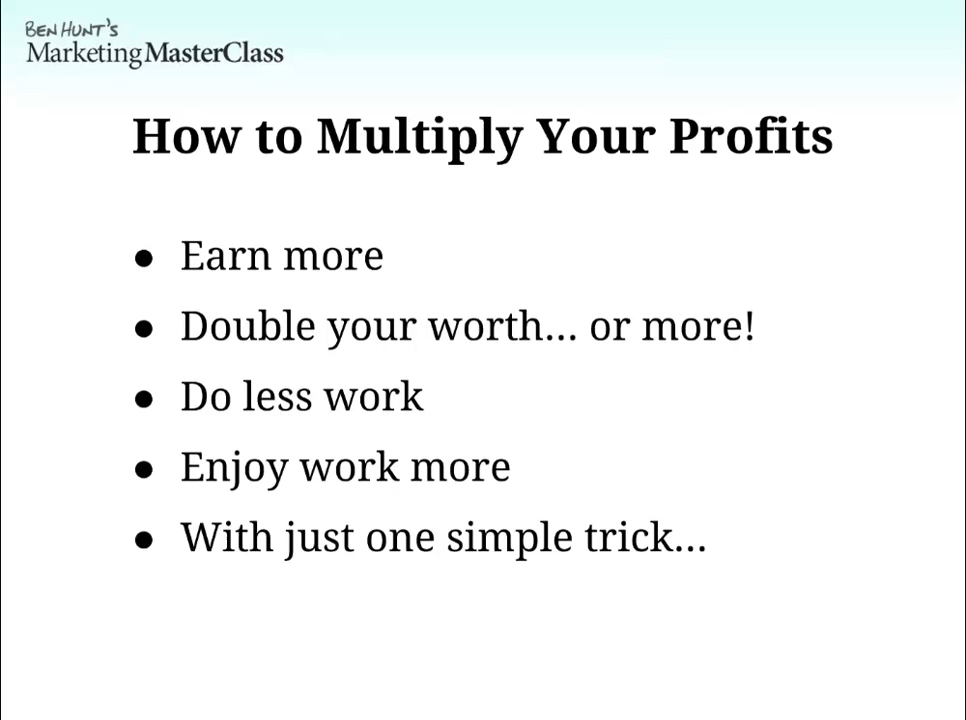 BEN HUNT'S
Marketing MasterClass
How to Multiply Your Profits
● Earn more
● Double your worth... or more!
● Do less work
● Enjoy work more
● With just one simple trick...